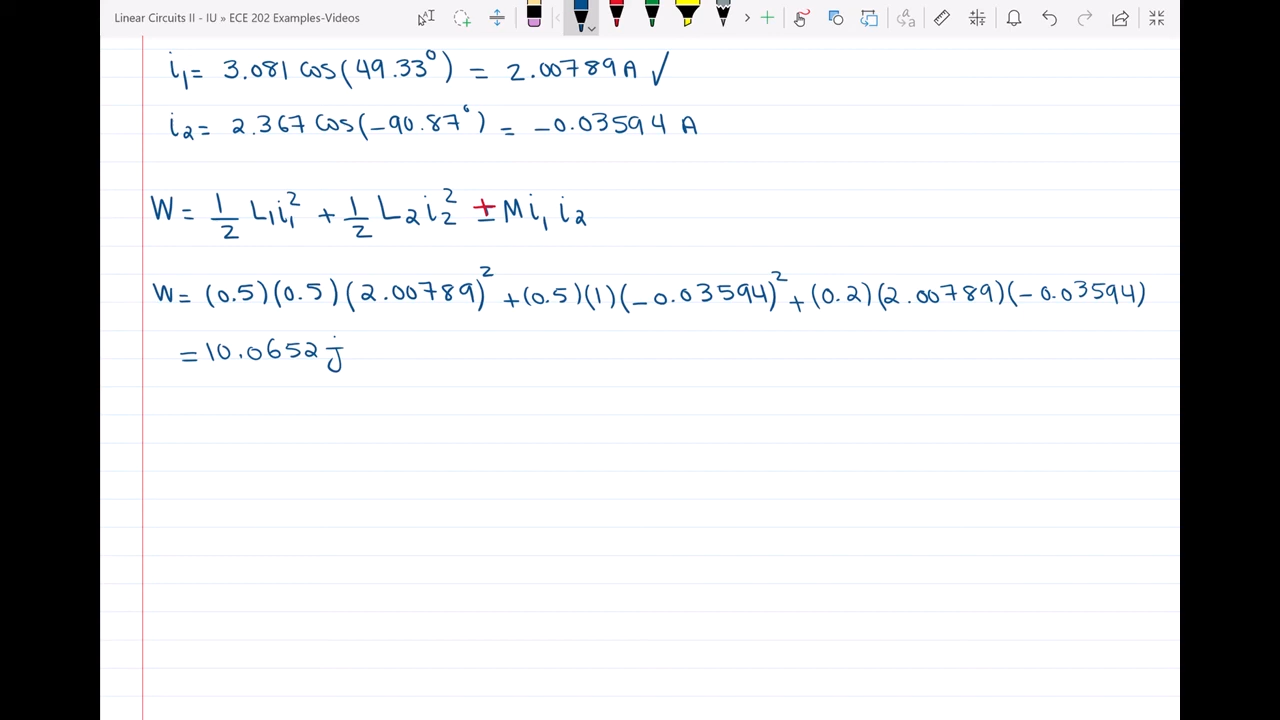 Linear Circuits II - IU » ECE 202 Examples-Videos
i₁= 3.081 cos(49.33°) = 2.00789A ✓
i₂= 2.367 cos(-90.87°) = -0.03594 A
W= 1/2 L₁i₁² + 1/2 L₂i₂² ± Mi₁i₂
W= (0.5)(0.5)(2.00789)² +(0.5)(1)(-0.03594)² +(0.2)(2.00789)(-0.03594)
=10.0652j